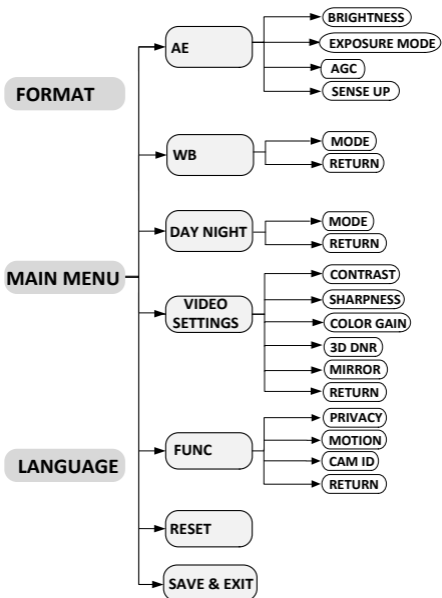 BRIGHTNESS
AE
EXPOSURE MODE
AGC
FORMAT
SENSE UP
MODE
WB
RETURN
MODE
DAY NIGHT
RETURN
MAIN MENU
CONTRAST
VIDEO
SETTINGS
SHARPNESS
COLOR GAIN
3D DNR
MIRROR
RETURN
PRIVACY
FUNC
MOTION
LANGUAGE
CAM ID
RETURN
RESET
SAVE & EXIT